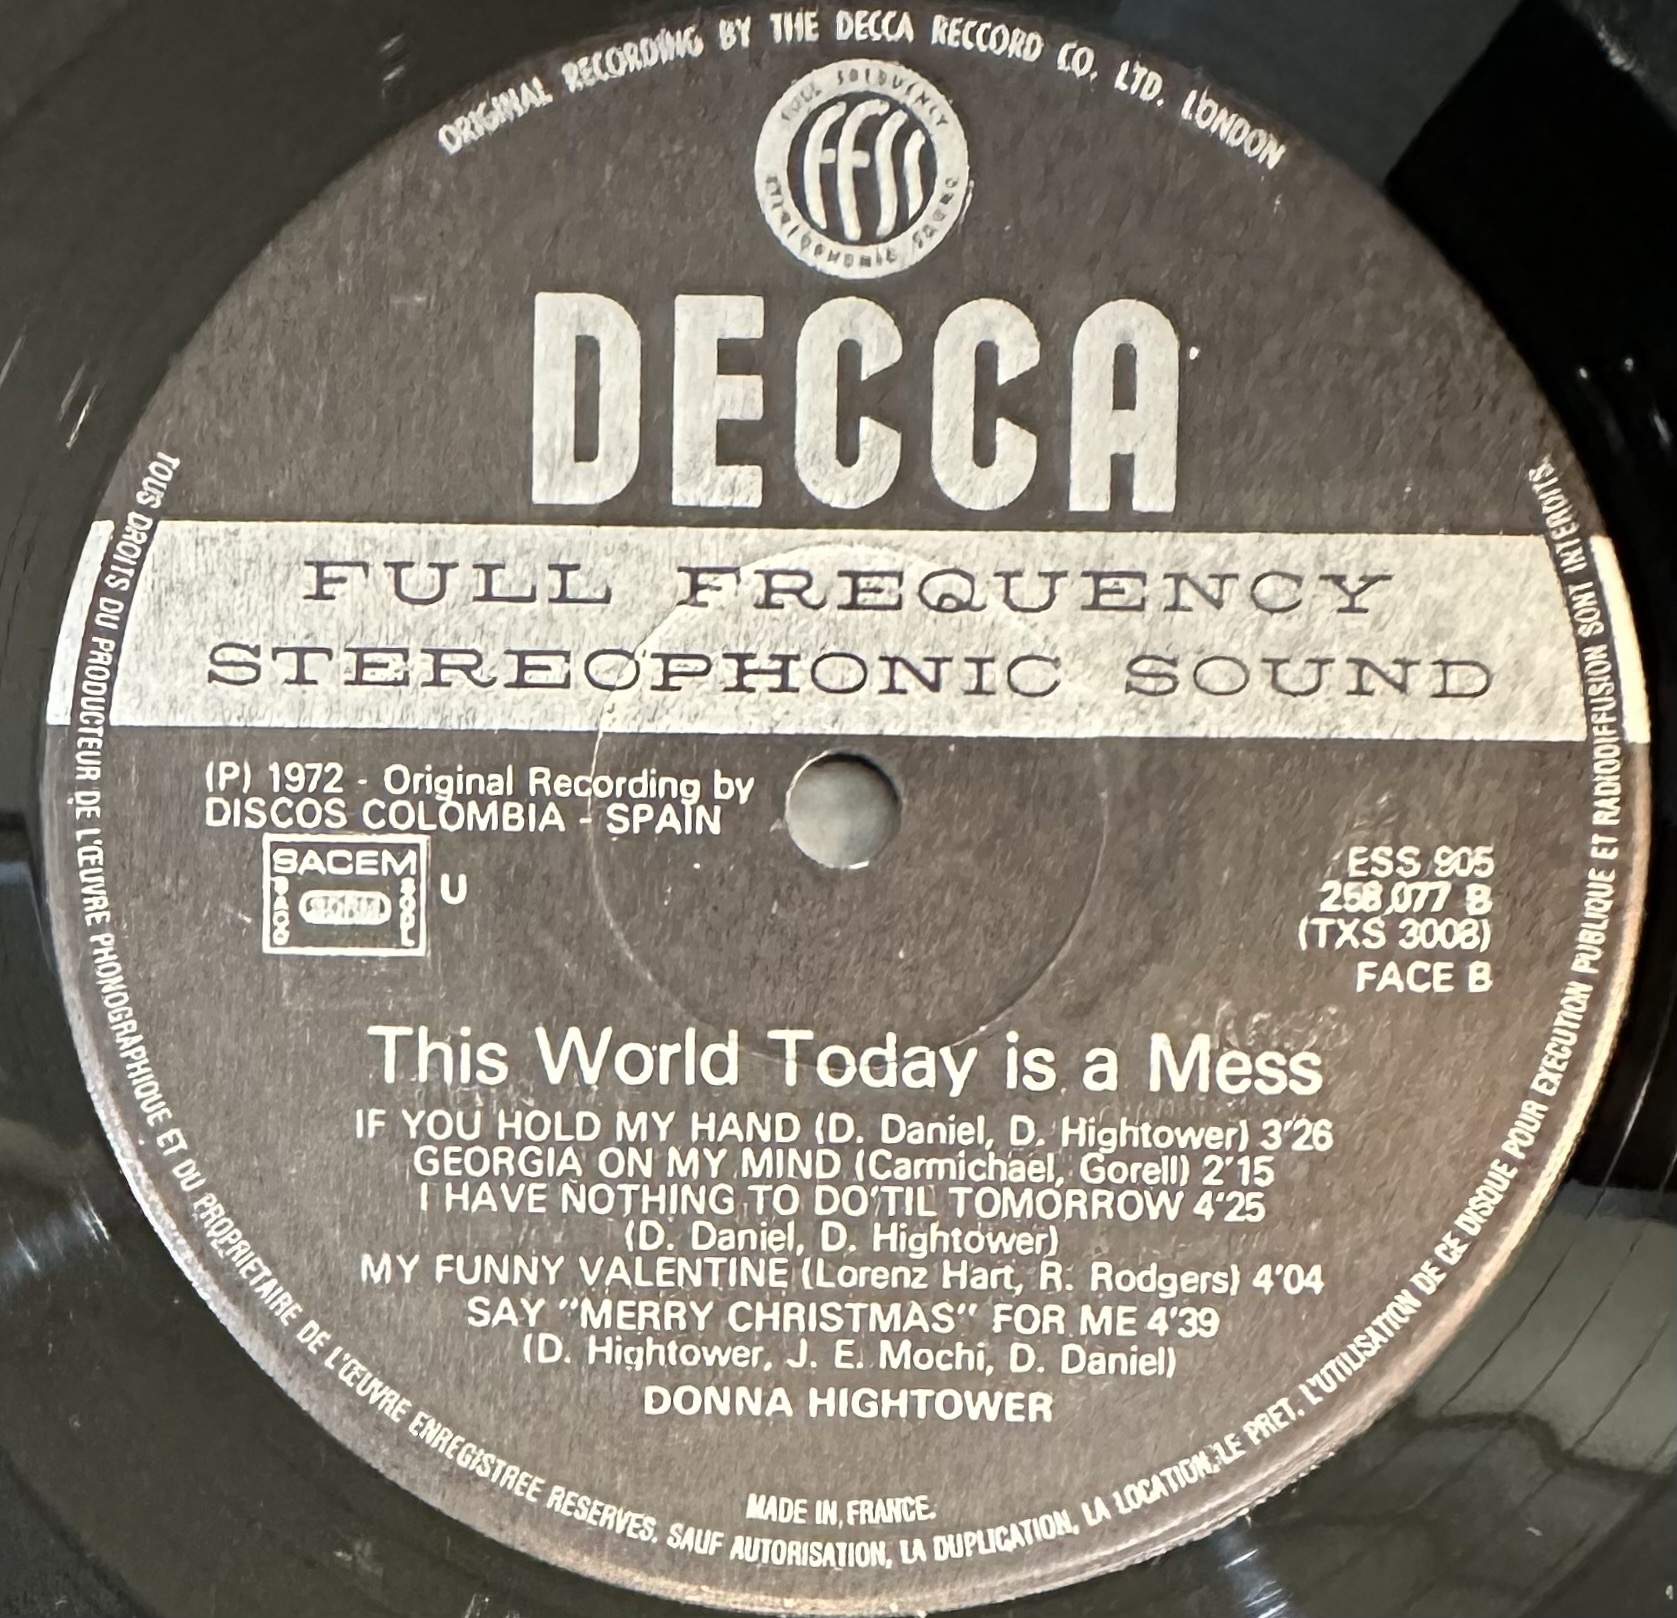 ORIGINAL RECORDING BY THE DECCA RECCORD CO. LTD. LONDON
FFSS
DECCA
FULL FREQUENCY
STEREOPHONIC SOUND
(P) 1972 - Original Recording by
DISCOS COLOMBIA - SPAIN
SACEM
U
ESS 905
258.077 B
(TXS 3008)
FACE B
This World Today is a Mess
IF YOU HOLD MY HAND (D. Daniel, D. Hightower) 3'26
GEORGIA ON MY MIND (Carmichael, Gorell) 2'15
I HAVE NOTHING TO DO'TIL TOMORROW 4'25
(D. Daniel, D. Hightower)
MY FUNNY VALENTINE (Lorenz Hart, R. Rodgers) 4'04
SAY "MERRY CHRISTMAS" FOR ME 4'39
(D. Hightower, J. E. Mochi, D. Daniel)
DONNA HIGHTOWER
MADE IN FRANCE.
TOUS DROITS DU PRODUCTEUR DE L'ŒUVRE PHONOGRAPHIQUE ET DU PROPRIETAIRE DE L'ŒUVRE ENREGISTREE RESERVES. SAUF AUTORISATION, LA DUPLICATION, LA LOCATION, LE PRET. L'UTILISATION DE CE DISQUE POUR EXECUTION PUBLIQUE ET RADIODIFFUSION SONT INTERDITS.